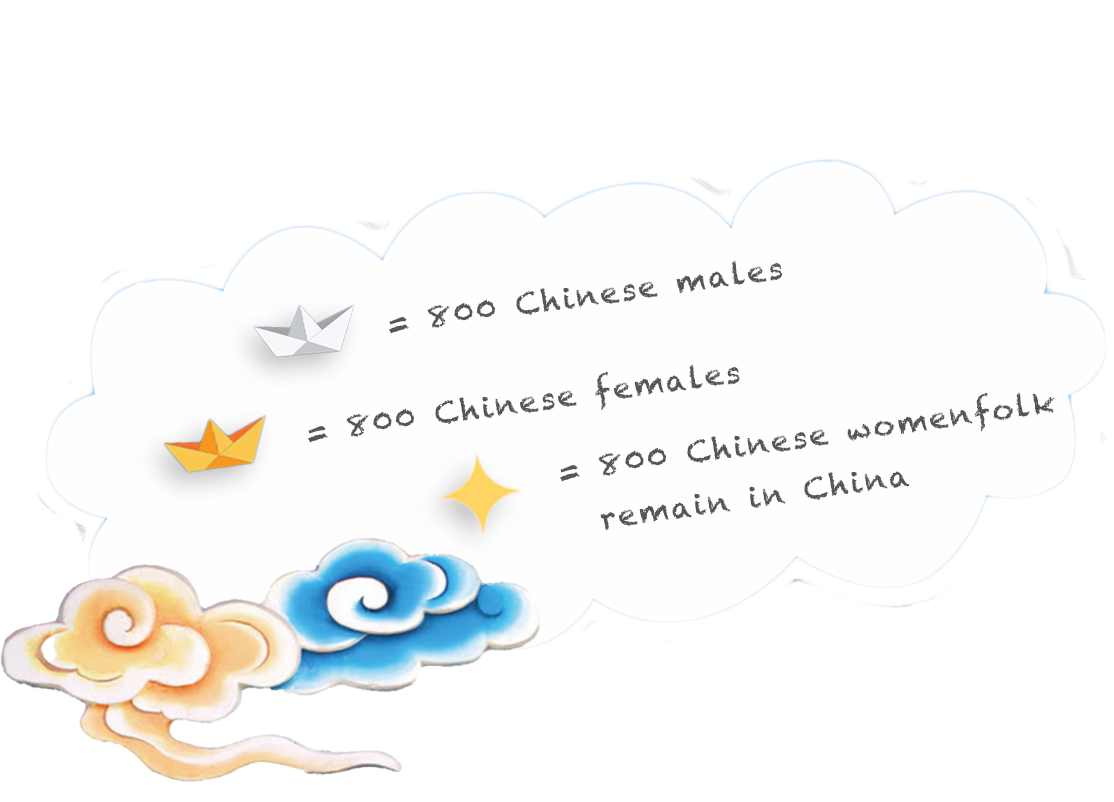 = 800 Chinese males
= 800 Chinese females
= 800 Chinese womenfolk
remain in China